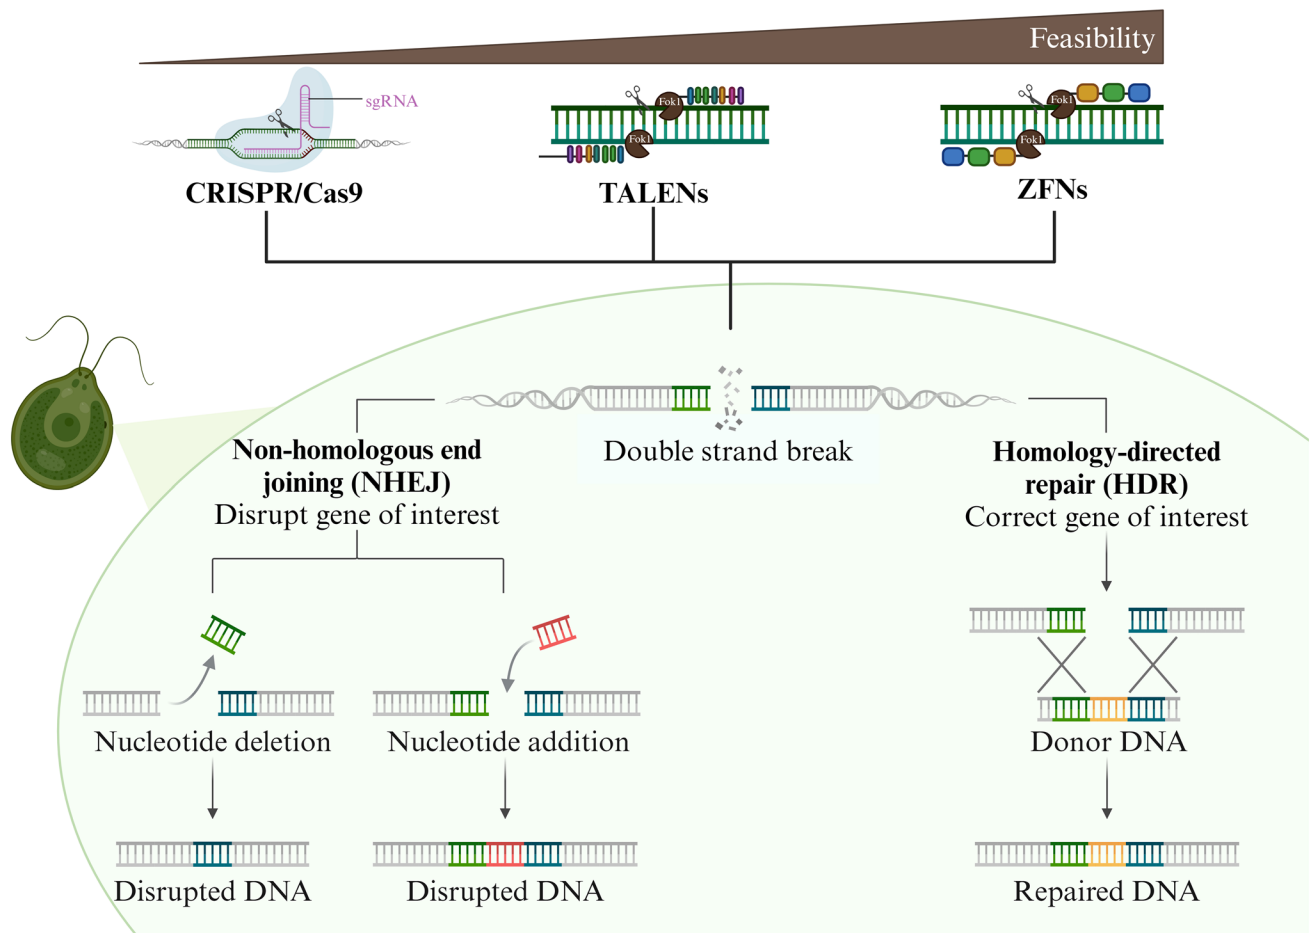 Feasibility
sgRNA
Fok1
Fok1
Fok1
Fok1
CRISPR/Cas9
TALENs
ZFNs
Double strand break
Non-homologous end
joining (NHEJ)
Disrupt gene of interest
Homology-directed
repair (HDR)
Correct gene of interest
Nucleotide deletion
Nucleotide addition
Donor DNA
Disrupted DNA
Disrupted DNA
Repaired DNA